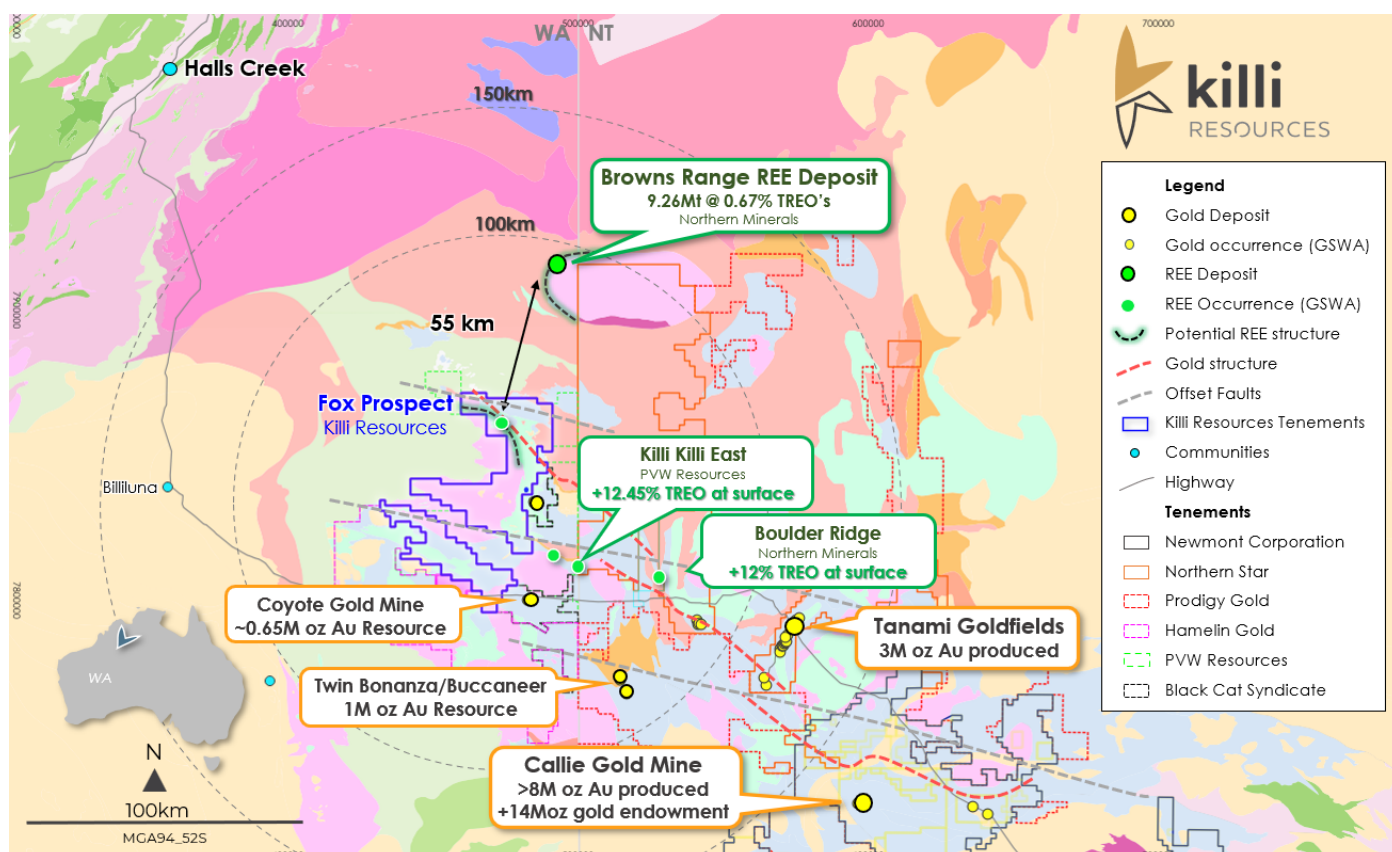 400000
500000
600000
700000
WA NT
Halls Creek
150km
killi
RESOURCES
Browns Range REE Deposit
9.26Mt @ 0.67% TREO's
Northern Minerals
100km
7900000
55 km
Fox Prospect
Killi Resources
Killi Killi East
PVW Resources
+12.45% TREO at surface
Billiluna
Boulder Ridge
Northern Minerals
+12% TREO at surface
7800000
Coyote Gold Mine
~0.65M oz Au Resource
Tanami Goldfields
3M oz Au produced
Twin Bonanza/Buccaneer
1M oz Au Resource
Callie Gold Mine
>8M oz Au produced
+14Moz gold endowment
WA
N
100km
MGA94_52S
Legend
Gold Deposit
Gold occurrence (GSWA)
REE Deposit
REE Occurrence (GSWA)
Potential REE structure
Gold structure
Offset Faults
Killi Resources Tenements
Communities
Highway
Tenements
Newmont Corporation
Northern Star
Prodigy Gold
Hamelin Gold
PVW Resources
Black Cat Syndicate